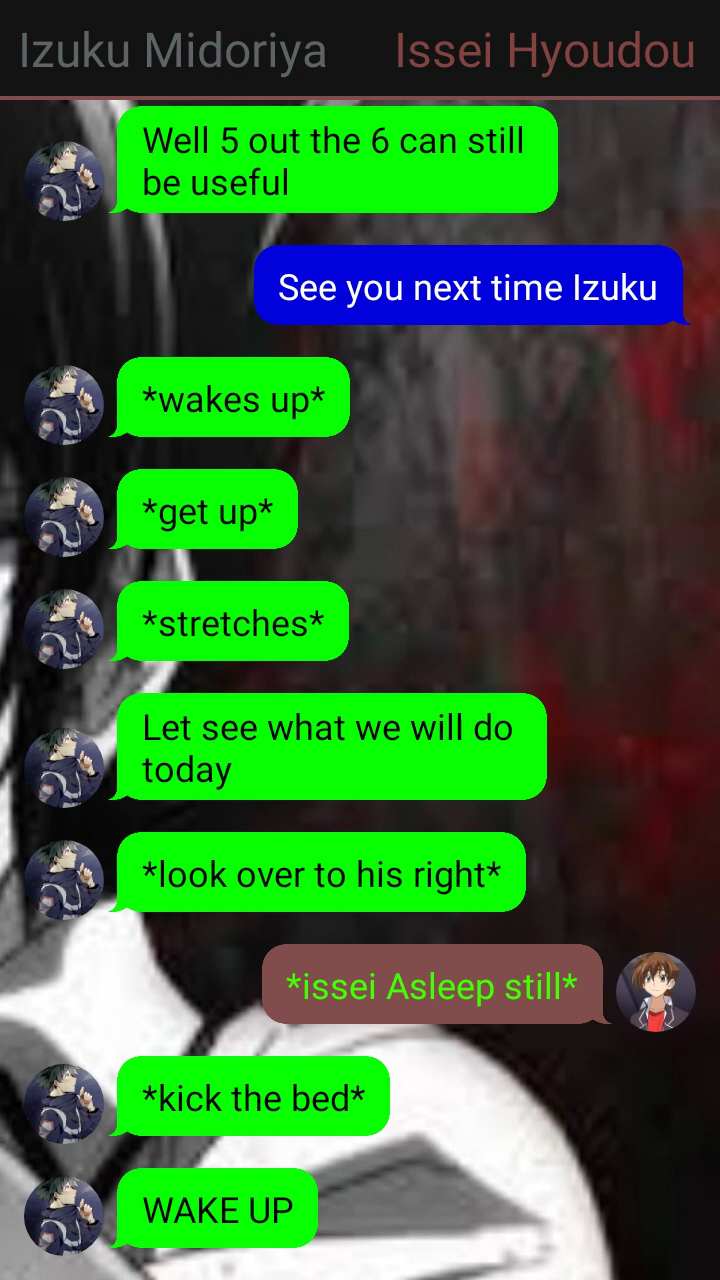 Izuku Midoriya Issei Hyoudou
Well 5 out the 6 can still
be useful
See you next time Izuku
*wakes up*
*get up*
*stretches*
Let see what we will do
today
*look over to his right*
*issei Asleep still*
*kick the bed*
WAKE UP